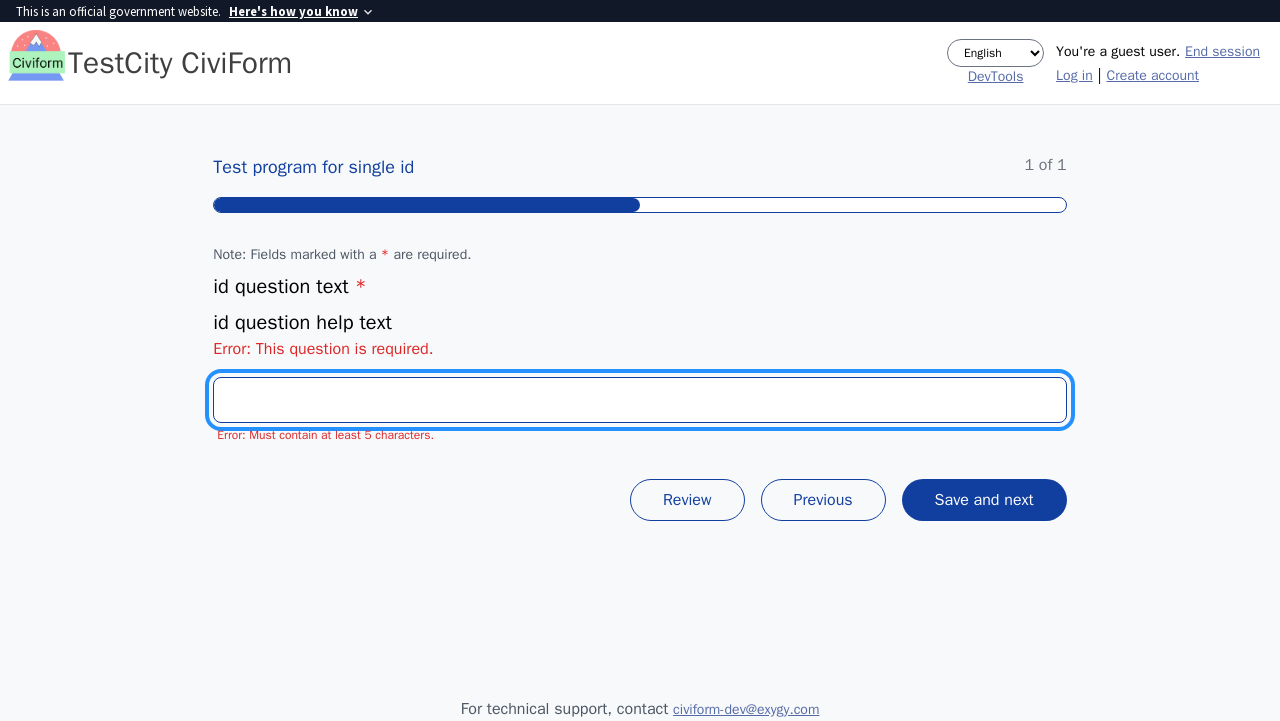 This is an official government website. Here's how you know
Civiform TestCity CiviForm
English
DevTools
You're a guest user. End session
Log in | Create account
Test program for single id
1 of 1
Note: Fields marked with a * are required.
id question text *
id question help text
Error: This question is required.
Error: Must contain at least 5 characters.
Review
Previous
Save and next
For technical support, contact civiform-dev@exygy.com